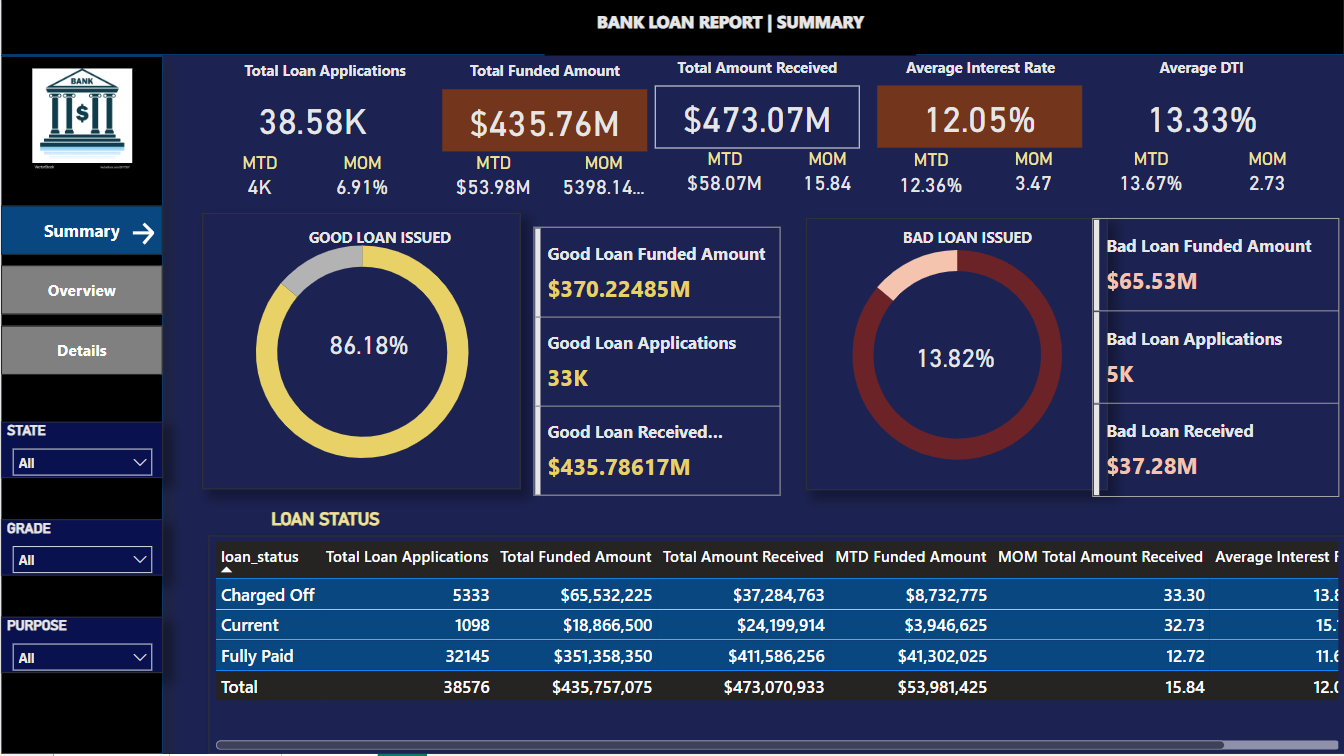 BANK LOAN REPORT | SUMMARY
BANK
$
Total Loan Applications
38.58K
MTD MOM
4K 6.91%
Total Funded Amount
$435.76M
MTD MOM
$53.98M 5398.14...
Total Amount Received
$473.07M
MTD MOM
$58.07M 15.84
Average Interest Rate
12.05%
MTD MOM
12.36% 3.47
Average DTI
13.33%
MTD MOM
13.67% 2.73
Summary
Overview
Details
STATE
All
GRADE
All
PURPOSE
All
GOOD LOAN ISSUED
86.18%
Good Loan Funded Amount
$370.22485M
Good Loan Applications
33K
Good Loan Received...
$435.78617M
BAD LOAN ISSUED
13.82%
Bad Loan Funded Amount
$65.53M
Bad Loan Applications
5K
Bad Loan Received
$37.28M
LOAN STATUS
loan_status Total Loan Applications Total Funded Amount Total Amount Received MTD Funded Amount MOM Total Amount Received Average Interest
Charged Off 5333 $65,532,225 $37,284,763 $8,732,775 33.30 13.8
Current 1098 $18,866,500 $24,199,914 $3,946,625 32.73 15.
Fully Paid 32145 $351,358,350 $411,586,256 $41,302,025 12.72 11.6
Total 38576 $435,757,075 $473,070,933 $53,981,425 15.84 12.0